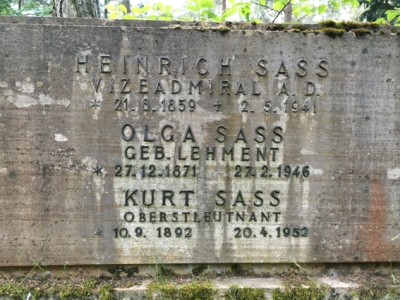 HEINRICH SASS
VIZEADMIRAL A.D.
* 21.8.1859 + 2.5.1941
OLGA SASS
GEB. LEHMENT
* 27.12.1871 27.2.1946
KURT SASS
OBERSTLEUTNANT
* 10.9.1892 20.4.1952